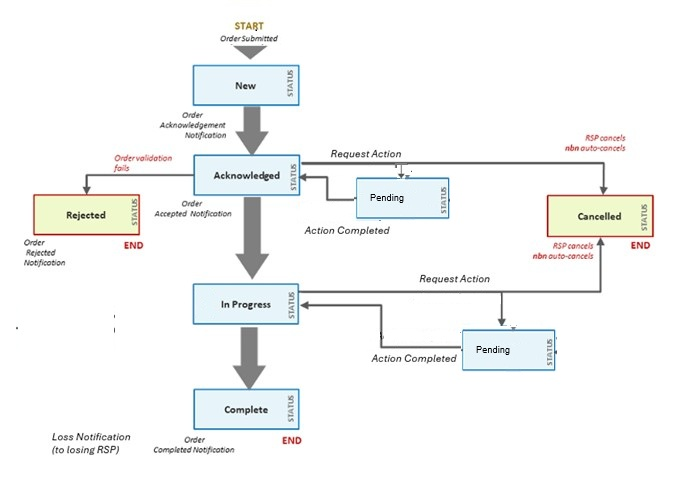 START
Order Submitted
New
STATUS
Order
Acknowledgement
Notification
RSP cancels
nbn auto-cancels
Request Action
Order validation
fails
Acknowledged
STATUS
Pending
STATUS
Action Completed
Rejected
STATUS
Order
Accepted Notification
Cancelled
STATUS
Order
Rejected
Notification
END
RSP cancels
nbn auto-cancels
END
Request Action
In Progress
STATUS
Pending
STATUS
Action Completed
Complete
STATUS
Loss Notification
(to losing RSP)
Order
Completed Notification
END